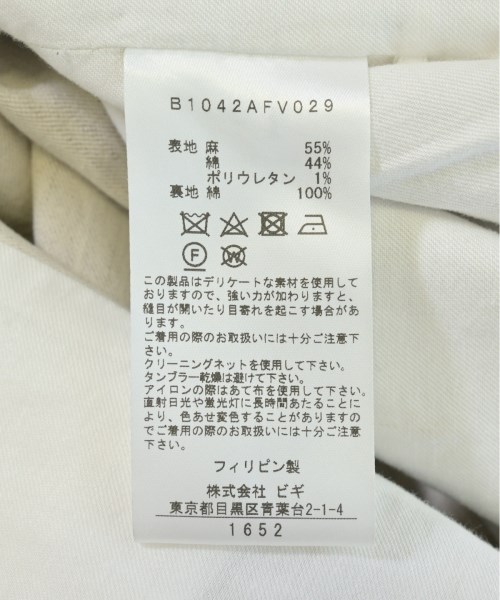 B1042AFV029
表地 麻 55%
綿 44%
ポリウレタン 1%
裏地 綿 100%
F W
この製品はデリケートな素材を使用して
おりますので、強い力が加わりますと、
縫目が開いたり目寄れを起こす場合があ
ります。
ご着用の際のお取扱いには十分ご注意下
さい。
クリーニングネットを使用して下さい。
タンブラー乾燥は避けて下さい。
アイロンの際はあて布を使用して下さい。
直射日光や蛍光灯に長時間あたることに
より、色あせ変色することがありますの
でご着用の際のお取扱いには十分ご注意
下さい。
フィリピン製
株式会社 ビギ
東京都目黒区青葉台2-1-4
1652